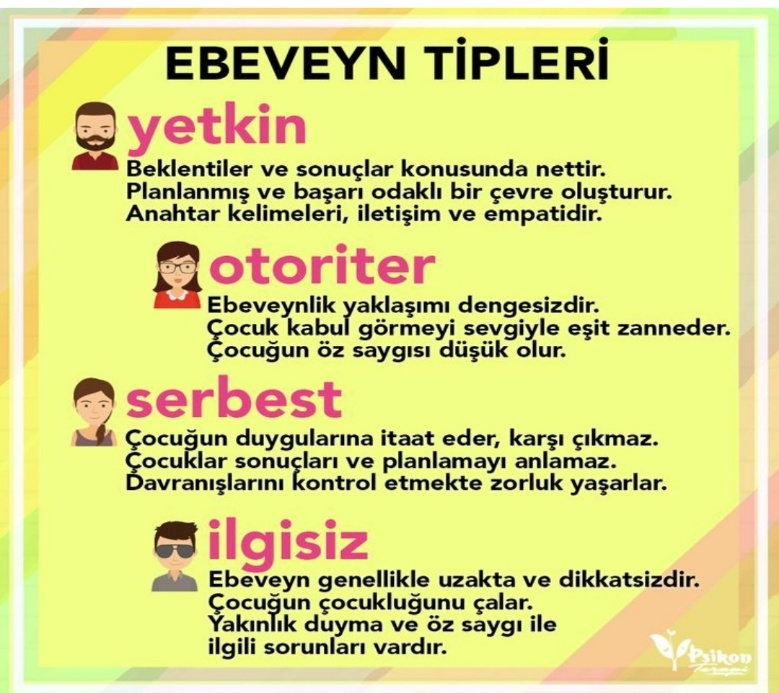 EBEVEYN TİPLERİ
yetkin
Beklentiler ve sonuçlar konusunda nettir.
Planlanmış ve başarı odaklı bir çevre oluşturur.
Anahtar kelimeleri, iletişim ve empatidir.
otoriter
Ebeveynlik yaklaşımı dengesizdir.
Çocuk kabul görmeyi sevgiyle eşit zanneder.
Çocuğun öz saygısı düşük olur.
serbest
Çocuğun duygularına itaat eder, karşı çıkmaz.
Çocuklar sonuçları ve planlamayı anlamaz.
Davranışlarını kontrol etmekte zorluk yaşarlar.
ilgisiz
Ebeveyn genellikle uzakta ve dikkatsizdir.
Çocuğun çocukluğunu çalar.
Yakınlık duyma ve öz saygı ile
ilgili sorunları vardır.
Psikon
Terapi